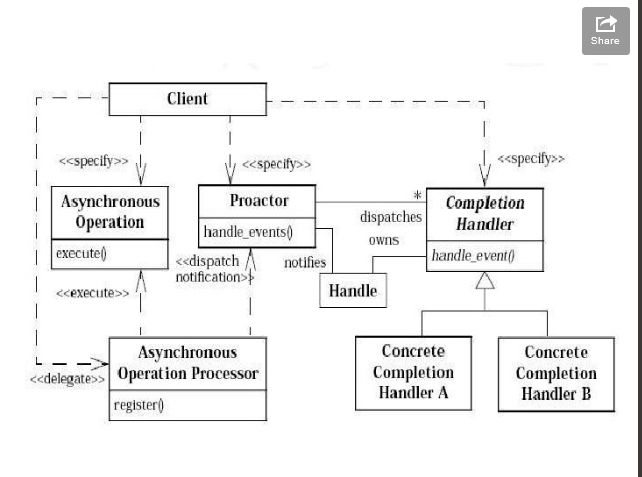 Share
Client
<<specify>>
<<specify>>
<<specify>>
Asynchronous
Operation
execute()
Proactor
handle_events()
*
dispatches
owns
Completion
Handler
handle_event()
<<dispatch
notification>>
notifies
Handle
<<execute>>
Asynchronous
Operation Processor
register()
<<delegate>>
Concrete
Completion
Handler A
Concrete
Completion
Handler B